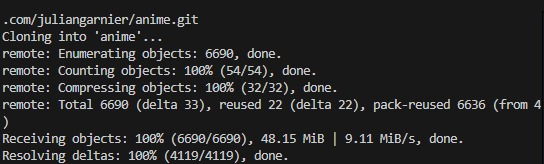 .com/juliangarnier/anime.git
Cloning into 'anime'...
remote: Enumerating objects: 6690, done.
remote: Counting objects: 100% (54/54), done.
remote: Compressing objects: 100% (32/32), done.
remote: Total 6690 (delta 33), reused 22 (delta 22), pack-reused 6636 (from 4
)
Receiving objects: 100% (6690/6690), 48.15 MiB | 9.11 MiB/s, done.
Resolving deltas: 100% (4119/4119), done.